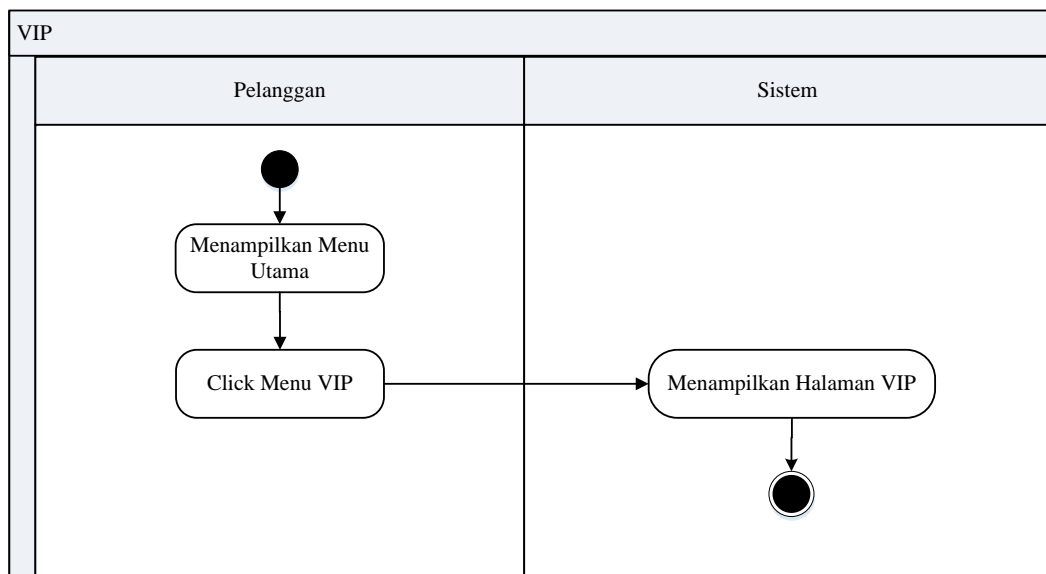 VIP
Pelanggan
Sistem
Menampilkan Menu
Utama
Click Menu VIP
Menampilkan Halaman VIP